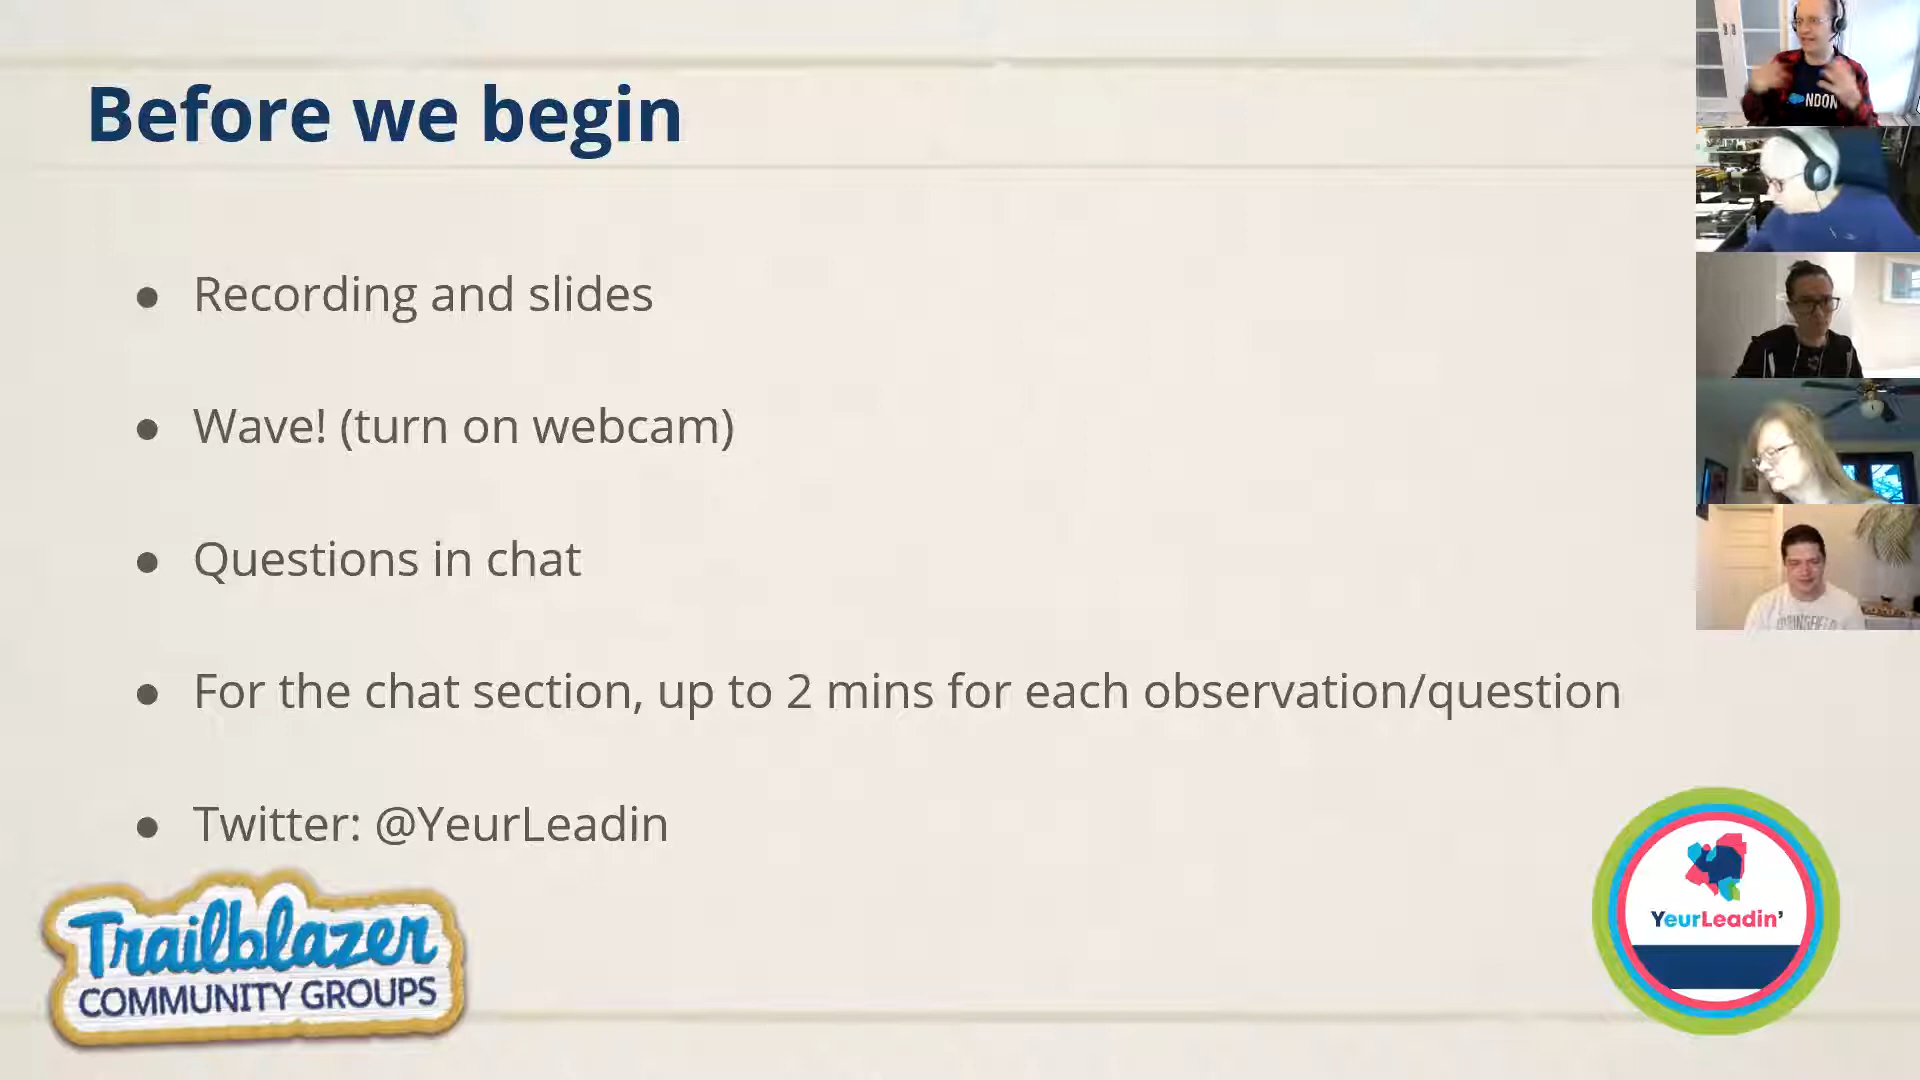 Before we begin
Recording and slides
Wave! (turn on webcam)
Questions in chat
For the chat section, up to 2 mins for each observation/question
Twitter: @YeurLeadin
Trailblazer
COMMUNITY GROUPS
YeurLeadin'
NDON